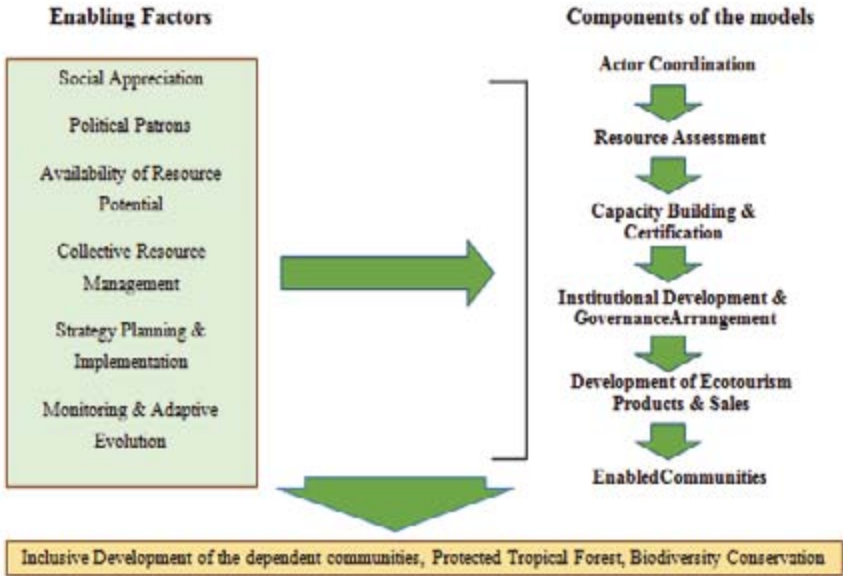 Enabling Factors
Social Appreciation
Political Patrons
Availability of Resource
Potential
Collective Resource
Management
Strategy Planning &
Implementation
Monitoring & Adaptive
Evolution
Components of the models
Actor Coordination
Resource Assessment
Capacity Building &
Certification
Institutional Development &
GovernanceArrangement
Development of Ecotourism
Products & Sales
EnabledCommunities
Inclusive Development of the dependent communities, Protected Tropical Forest, Biodiversity Conservation